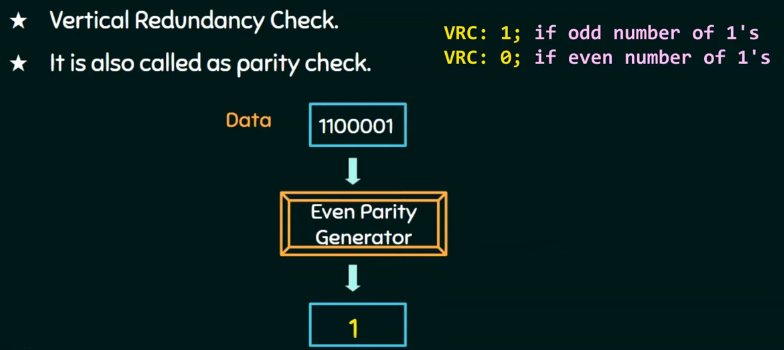 ★ Vertical Redundancy Check.
★ It is also called as parity check.
VRC: 1; if odd number of 1's
VRC: 0; if even number of 1's
Data
1100001
Even Parity
Generator
1